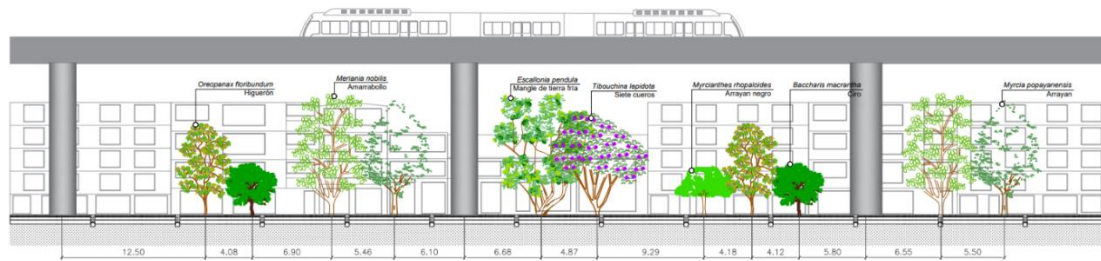 Oreopanax floribundum
Higuerón
Meriania nobilis
Amarrabollo
Escallonia pendula
Mangle de tierra fría
Tibouchina lepidota
Siete cueros
Myrcianthes rhopaloides
Arrayan negro
Baccharis macrantha
Ciro
Myrcia popayanensis
Arrayan
12.50 4.08 6.90 5.46 6.10 6.68 4.87 9.29 4.18 4.12 5.80 6.55 5.50